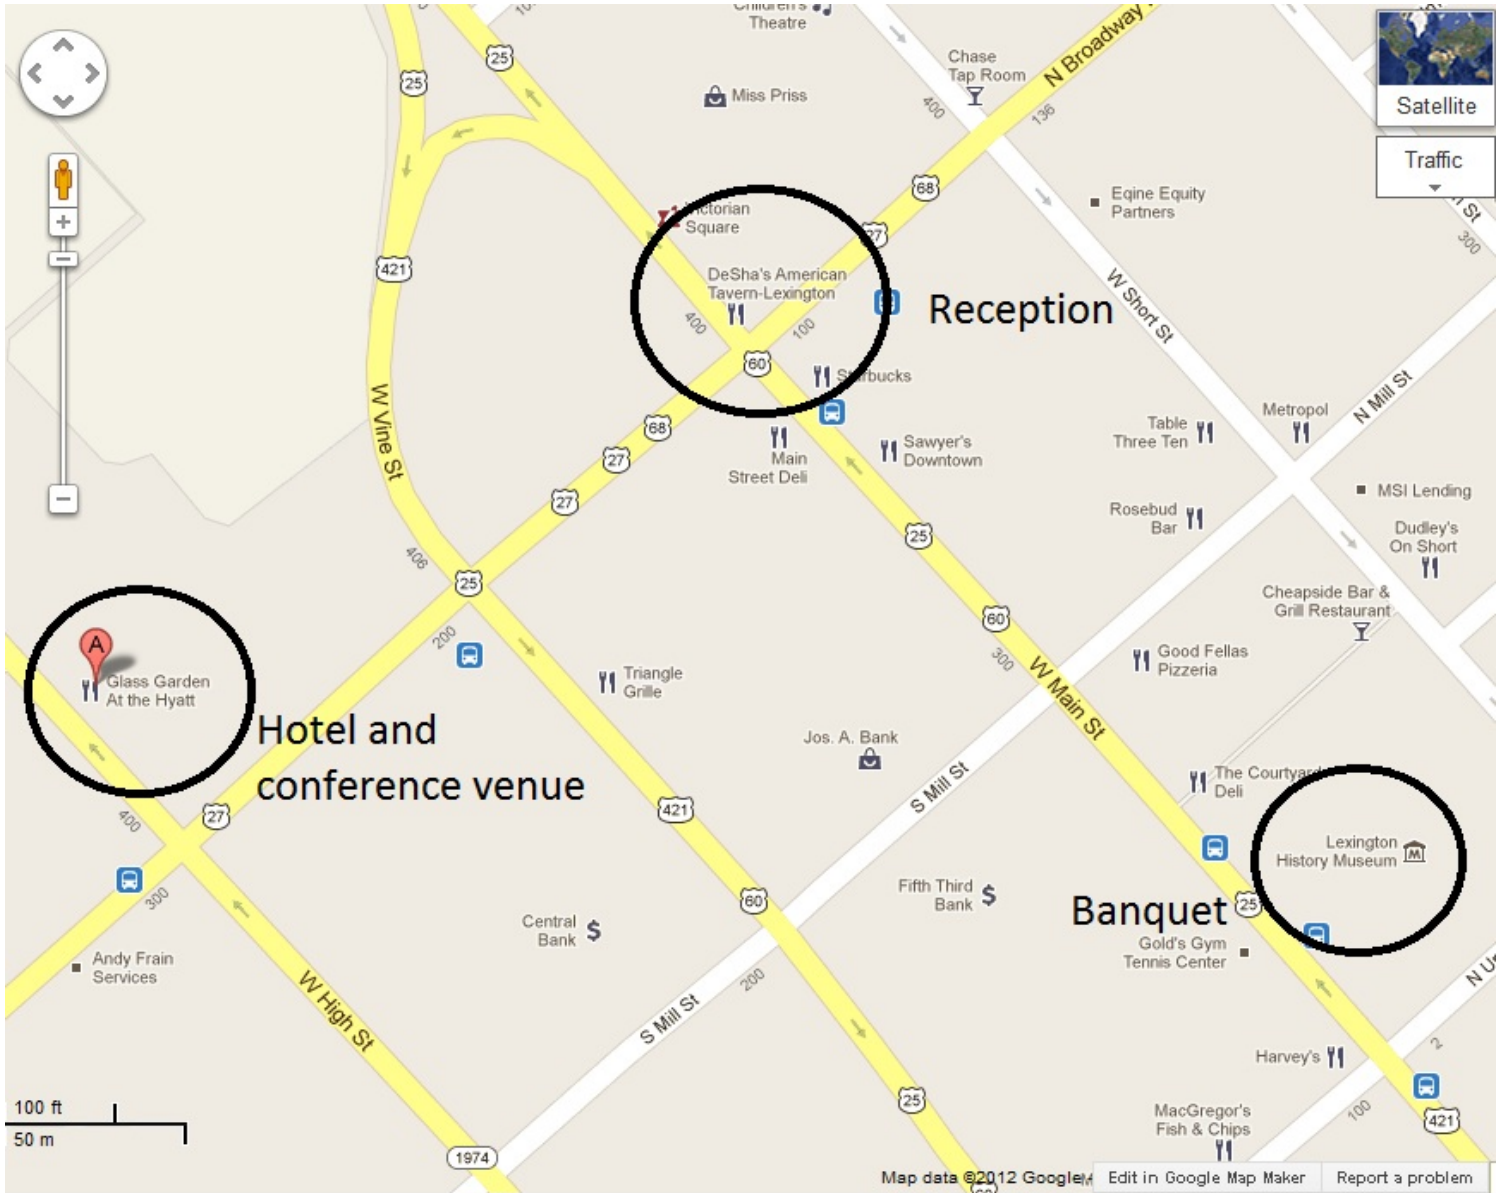 Children's
Theatre
25
25
Miss Priss
Chase
Tap Room
400
136
N Broadway
Satellite
Traffic
Eqine Equity
Partners
300
68
27
Victorian
Square
DeSha's American
Tavern-Lexington
400
100
Reception
421
60
Starbucks
W Short St
N Mill St
W Vine St
68
27
27
Main
Street Deli
Sawyer's
Downtown
Table
Three Ten
Metropol
MSI Lending
Rosebud
Bar
Dudley's
On Short
25
406
25
200
Cheapside Bar &
Grill Restaurant
60
300
W Main St
Good Fellas
Pizzeria
A
Glass Garden
At the Hyatt
Triangle
Grille
Hotel and
conference venue
Jos. A. Bank
S Mill St
The Courtyard
Deli
27
400
421
Lexington
History Museum
300
Fifth Third
Bank
60
Banquet
25
Central
Bank
Gold's Gym
Tennis Center
Andy Frain
Services
W High St
200
S Mill St
Harvey's
2
25
100
421
100 ft
50 m
MacGregor's
Fish & Chips
1974
60
Map data ©2012 Google
Edit in Google Map Maker
Report a problem